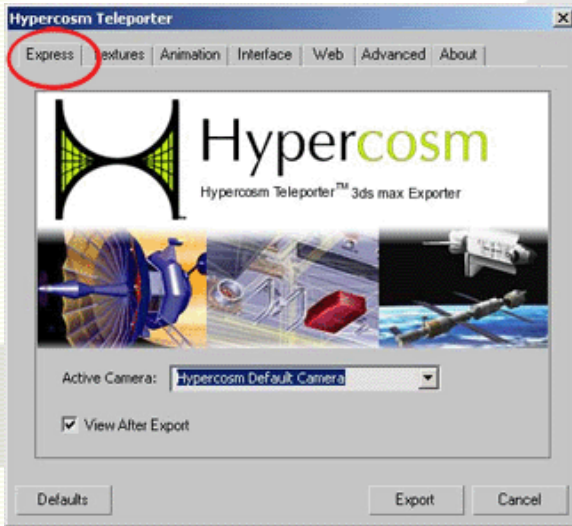 Hypercosm Teleporter
Express Textures Animation Interface Web Advanced About
Hypercosm
Hypercosm Teleporter™ 3ds max Exporter
Active Camera: Hypercosm Default Camera
View After Export
Defaults Export Cancel